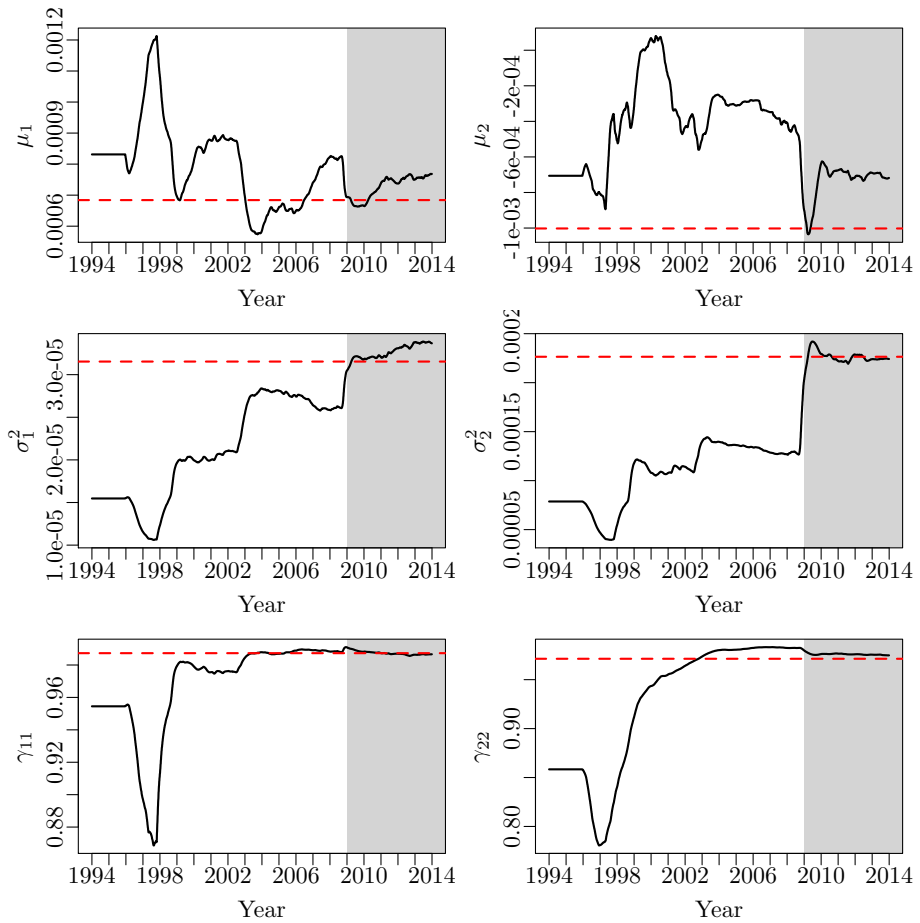 μ₁
0.0006 0.0009 0.0012
1994 1998 2002 2006 2010 2014
Year
μ₂
-1e-03 -6e-04 -2e-04
1994 1998 2002 2006 2010 2014
Year
σ₁²
1.0e-05 2.0e-05 3.0e-05
1994 1998 2002 2006 2010 2014
Year
σ₂²
0.00005 0.00015 0.0002
1994 1998 2002 2006 2010 2014
Year
γ₁₁
0.88 0.92 0.96
1994 1998 2002 2006 2010 2014
Year
γ₂₂
0.80 0.90
1994 1998 2002 2006 2010 2014
Year